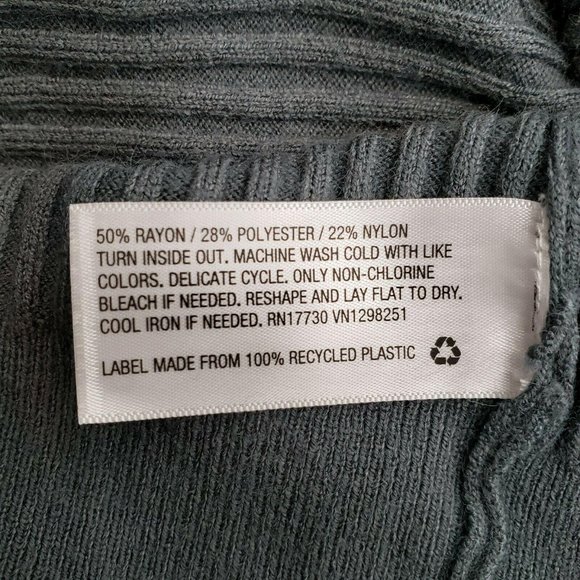 50% RAYON / 28% POLYESTER / 22% NYLON
TURN INSIDE OUT. MACHINE WASH COLD WITH LIKE
COLORS. DELICATE CYCLE. ONLY NON-CHLORINE
BLEACH IF NEEDED. RESHAPE AND LAY FLAT TO DRY.
COOL IRON IF NEEDED. RN17730 VN1298251
LABEL MADE FROM 100% RECYCLED PLASTIC